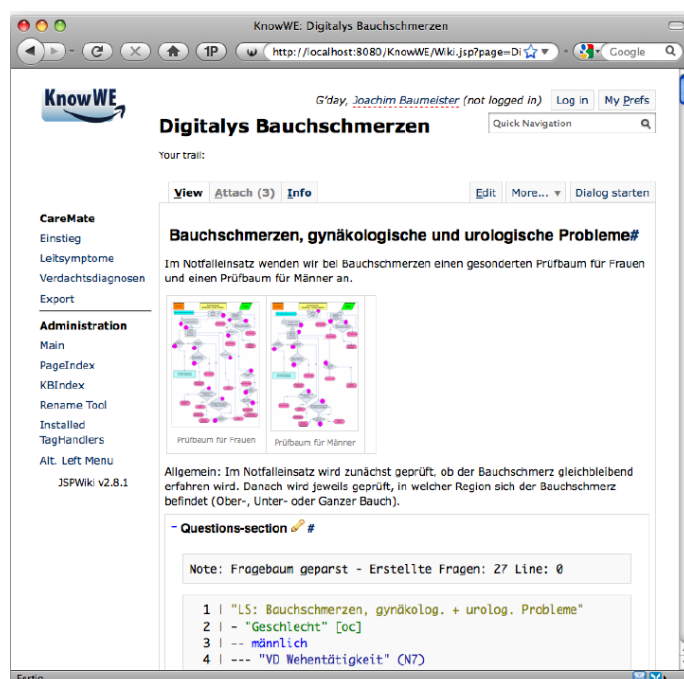 KnowWE: Digitalys Bauchschmerzen
1P
http://localhost:8080/KnowWE/Wiki.jsp?page=Di
Google
KnowWE
G'day, Joachim Baumeister (not logged in)
Log in
My Prefs
Digitalys Bauchschmerzen
Quick Navigation
Your trail:
View
Attach (3)
Info
Edit
More...
Dialog starten
CareMate
Einstieg
Leitsymptome
Verdachtsdiagnosen
Export
Administration
Main
PageIndex
KBIndex
Rename Tool
Installed
TagHandlers
Alt. Left Menu
JSPWiki v2.8.1
Bauchschmerzen, gynäkologische und urologische Probleme#
Im Notfalleinsatz wenden wir bei Bauchschmerzen einen gesonderten Prüfbaum für Frauen
und einen Prüfbaum für Männer an.
Prüfbaum für Frauen
Prüfbaum für Männer
Allgemein: Im Notfalleinsatz wird zunächst geprüft, ob der Bauchschmerz gleichbleibend
erfahren wird. Danach wird jeweils geprüft, in welcher Region sich der Bauchschmerz
befindet (Ober-, Unter- oder Ganzer Bauch).
- Questions-section #
Note: Fragebaum geparst - Erstellte Fragen: 27 Line: 0
1 | "LS: Bauchschmerzen, gynäkolog. + urolog. Probleme"
2 | - "Geschlecht" [oc]
3 | -- männlich
4 | --- "VD Wehentätigkeit" (N7)
Fertig